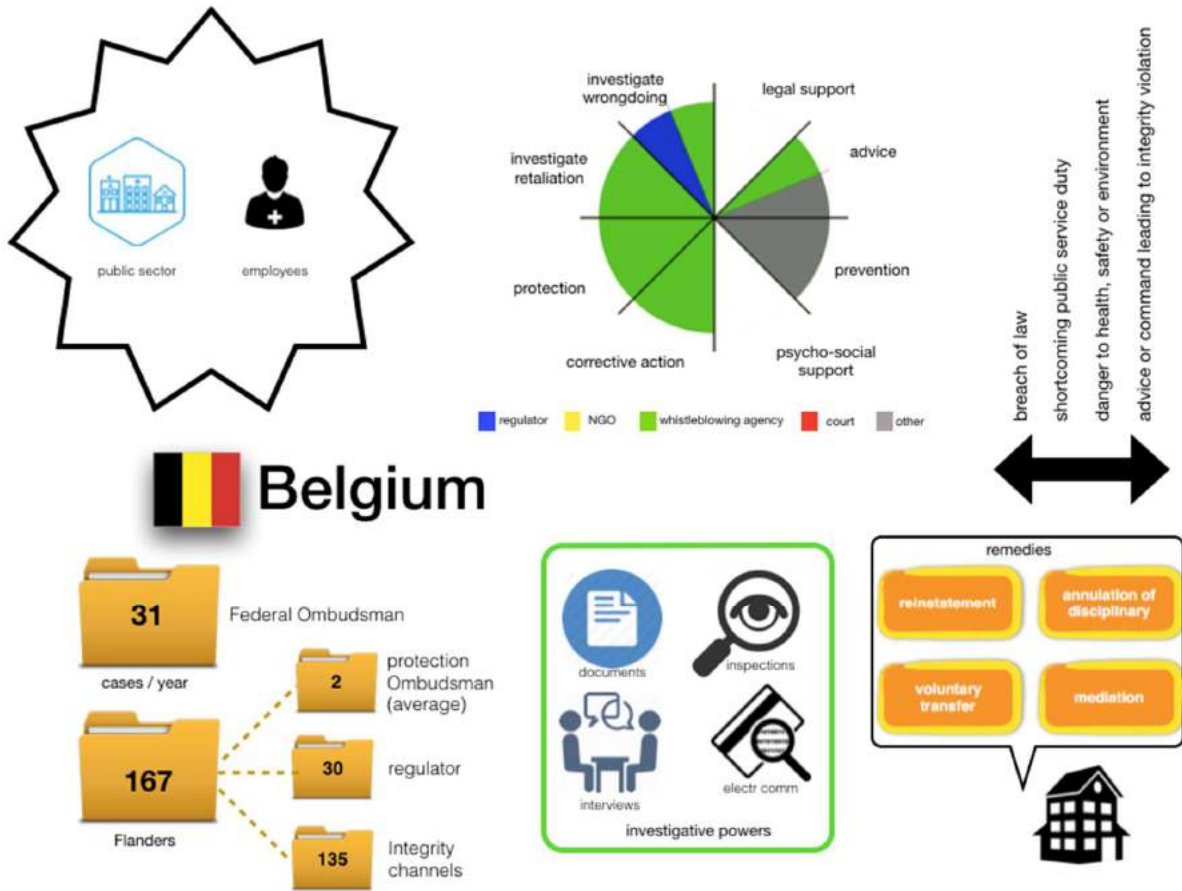 public sector
employees
investigate
wrongdoing
legal support
investigate
retaliation
advice
protection
prevention
corrective action
psycho-social
support
regulator
NGO
whistleblowing agency
court
other
breach of law
shortcoming public service duty
danger to health, safety or environment
advice or command leading to integrity violation
Belgium
31
Federal Ombudsman
cases / year
2
protection
Ombudsman
(average)
167
Flanders
30
regulator
135
Integrity
channels
documents
inspections
interviews
electr comm
investigative powers
remedies
reinstatement
annulation of
disciplinary
voluntary
transfer
mediation